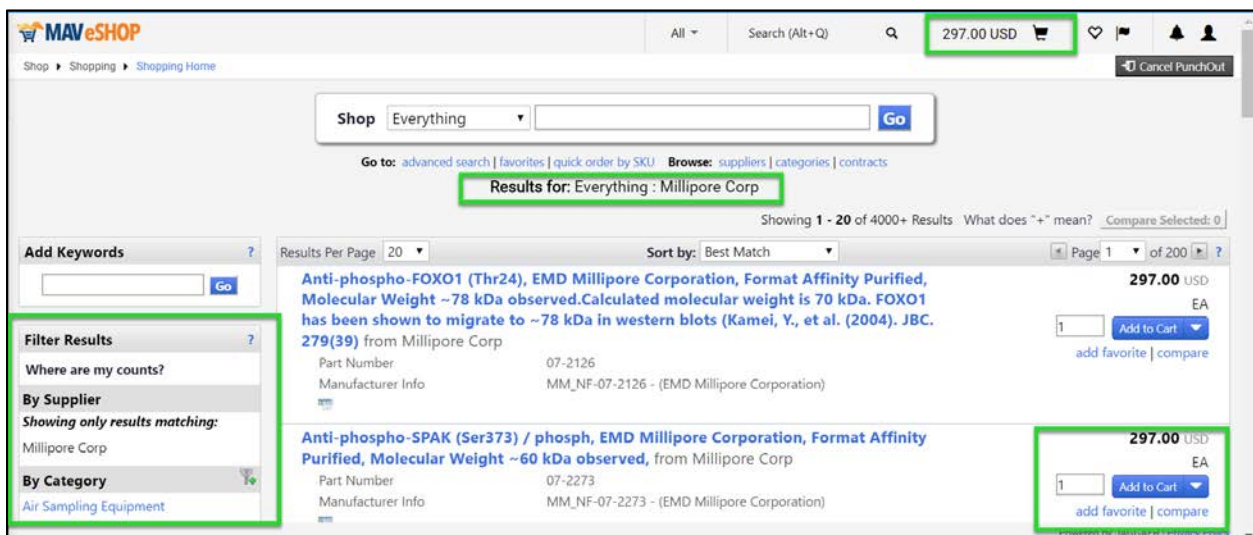 MAV eSHOP
All
Search (Alt+Q)
297.00 USD
Shop Shopping Shopping Home
Cancel PunchOut
Shop Everything Go
Go to: advanced search | favorites | quick order by SKU Browse: suppliers | categories | contracts
Results for: Everything : Millipore Corp
Showing 1 - 20 of 4000+ Results What does "+" mean? Compare Selected: 0
Add Keywords ?
Go
Filter Results ?
Where are my counts?
By Supplier
Showing only results matching:
Millipore Corp
By Category
Air Sampling Equipment
Results Per Page 20 Sort by: Best Match Page 1 of 200 ?
Anti-phospho-FOXO1 (Thr24), EMD Millipore Corporation, Format Affinity Purified,
Molecular Weight ~78 kDa observed.Calculated molecular weight is 70 kDa. FOXO1
has been shown to migrate to ~78 kDa in western blots (Kamei, Y., et al. (2004). JBC.
279(39) from Millipore Corp
Part Number 07-2126
Manufacturer Info MM_NF-07-2126 - (EMD Millipore Corporation)
297.00 USD
EA
1 Add to Cart
add favorite | compare
Anti-phospho-SPAK (Ser373) / phosph, EMD Millipore Corporation, Format Affinity
Purified, Molecular Weight ~60 kDa observed, from Millipore Corp
Part Number 07-2273
Manufacturer Info MM_NF-07-2273 - (EMD Millipore Corporation)
297.00 USD
EA
1 Add to Cart
add favorite | compare